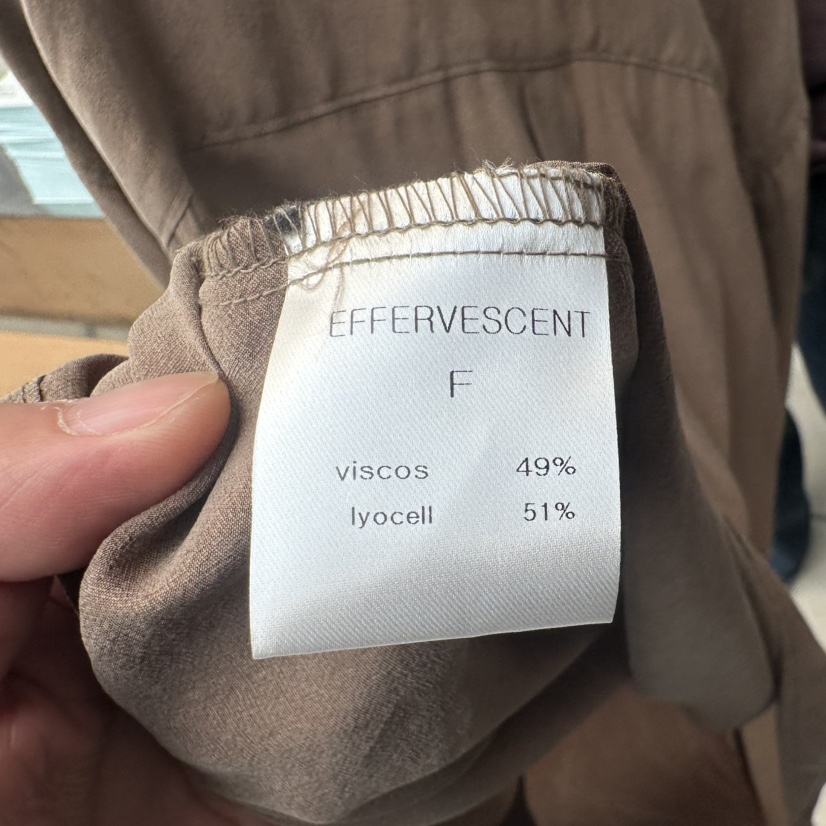 EFFERVESCENT
F
viscos 49%
lyocell 51%